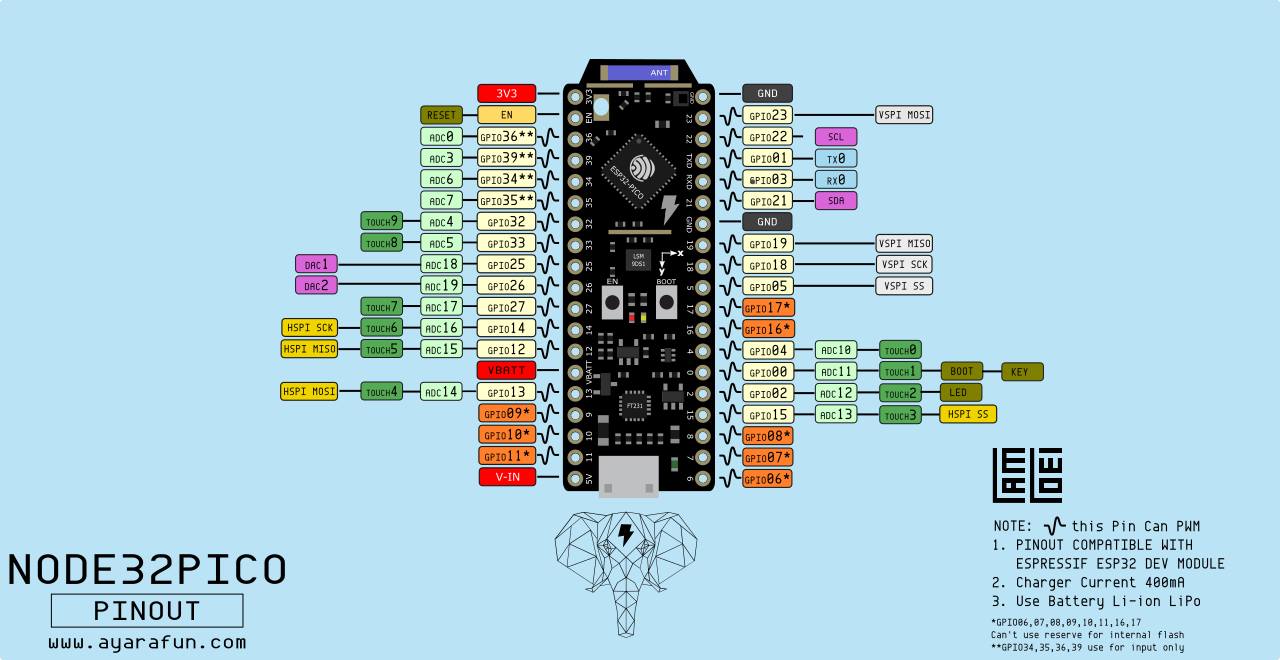 ANT
3V3 GND
RESET EN GPIO23 VSPI MOSI
ADC0 GPIO36** GPIO22 SCL
ADC3 GPIO39** GPIO01 TX0
ADC6 GPIO34** GPIO03 RX0
ADC7 GPIO35** GPIO21 SDA
TOUCH9 ADC4 GPIO32 GND
TOUCH8 ADC5 GPIO33 GPIO19 VSPI MISO
DAC1 ADC18 GPIO25 GPIO18 VSPI SCK
DAC2 ADC19 GPIO26 GPIO05 VSPI SS
TOUCH7 ADC17 GPIO27 GPIO17*
HSPI SCK TOUCH6 ADC16 GPIO14 GPIO16*
HSPI MISO TOUCH5 ADC15 GPIO12 GPIO04 ADC10 TOUCH0
VBATT GPIO00 ADC11 TOUCH1 BOOT KEY
HSPI MOSI TOUCH4 ADC14 GPIO13 GPIO02 ADC12 TOUCH2 LED
GPIO09* GPIO15 ADC13 TOUCH3 HSPI SS
GPIO10* GPIO08*
GPIO11* GPIO07*
V-IN GPIO06*
3V3 GND
EN 23
36 22
39 TXD
34 RXD
35 21
32 GND
33 19
25 18
26 5
27 17
14 16
12 4
VBATT 0
13 2
9 15
10 8
11 7
5V 6
ESP32-PICO
LSM
9DS1
X
Y
EN BOOT
FT231
LAMLOEI
NODE32PICO
PINOUT
www.ayarafun.com
NOTE: this Pin Can PWM
1. PINOUT COMPATIBLE WITH
ESPRESSIF ESP32 DEV MODULE
2. Charger Current 400mA
3. Use Battery Li-ion LiPo
*GPIO06,07,08,09,10,11,16,17
Can't use reserve for internal flash
**GPIO34,35,36,39 use for input only